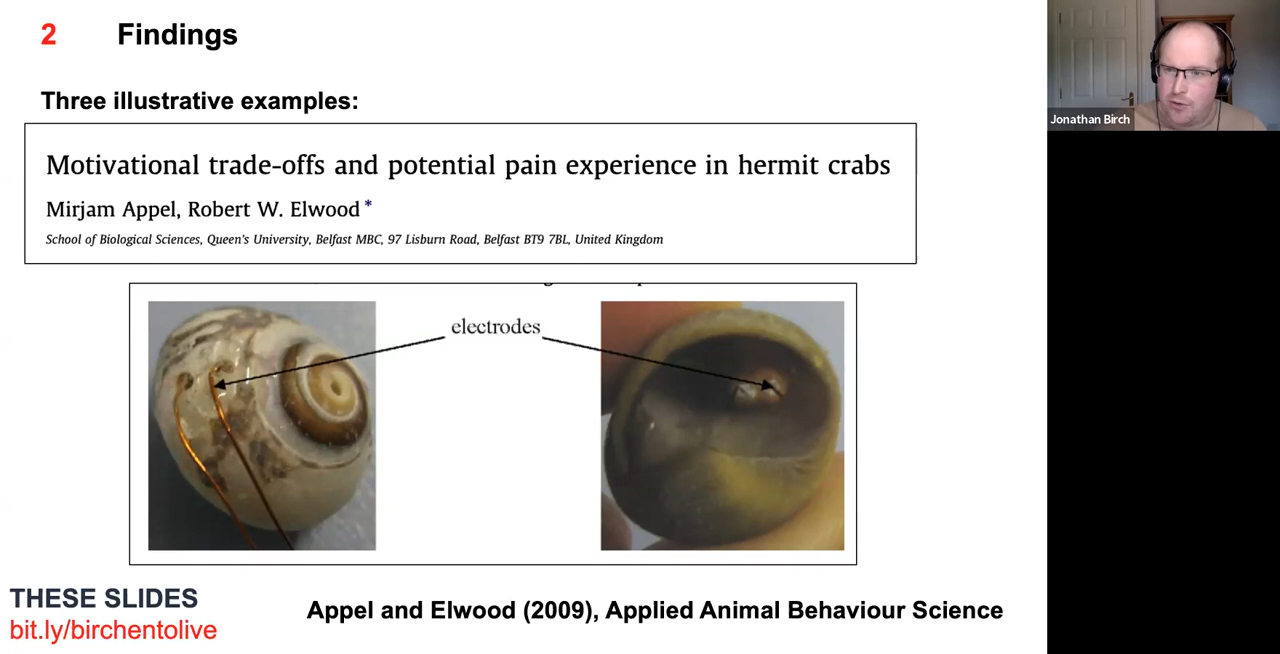 2 Findings
Jonathan Birch
Three illustrative examples:
Motivational trade-offs and potential pain experience in hermit crabs
Mirjam Appel, Robert W. Elwood *
School of Biological Sciences, Queen's University, Belfast MBC, 97 Lisburn Road, Belfast BT9 7BL, United Kingdom
electrodes
THESE SLIDES
bit.ly/birchentolive
Appel and Elwood (2009), Applied Animal Behaviour Science